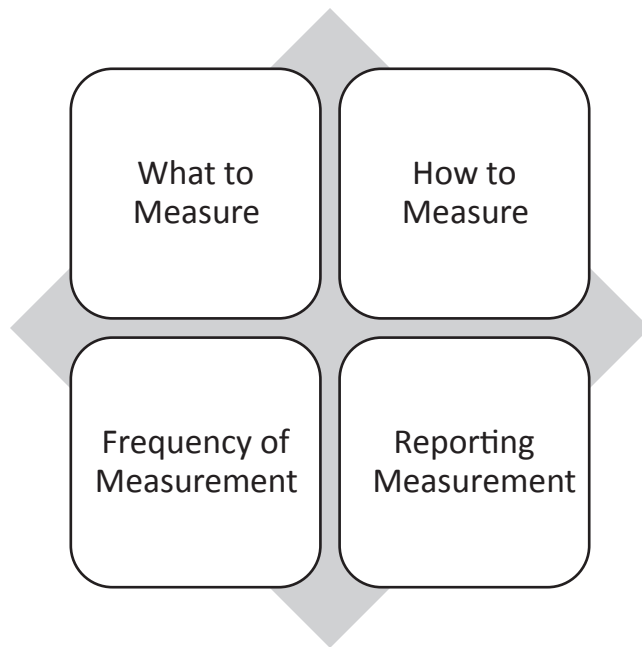 What to
Measure
How to
Measure
Frequency of
Measurement
Reporting
Measurement